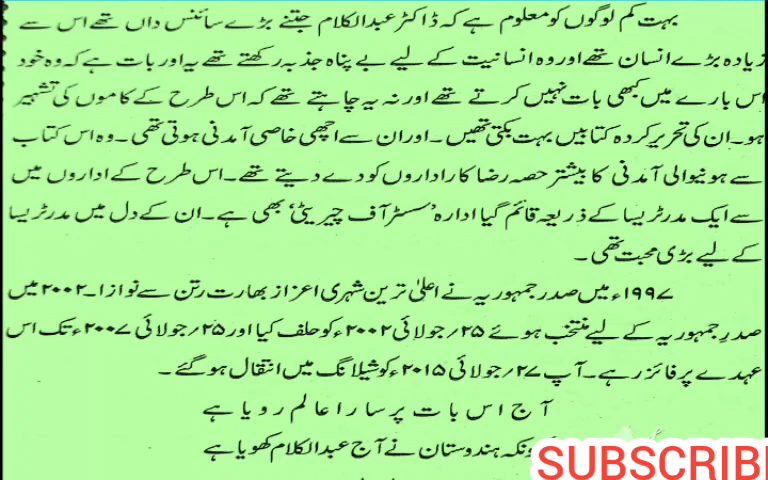 بہت کم لوگوں کو معلوم ہے کہ ڈاکٹر عبدالکلام جتنے بڑے سائنس داں تھے اس سے
زیادہ بڑے انسان تھے اور وہ انسانیت کے لیے بے پناہ جذبہ رکھتے تھے یہ اور بات ہے کہ وہ خود
اس بارے میں کبھی بات نہیں کرتے تھے اور نہ یہ چاہتے تھے کہ اس طرح کے کاموں کی تشہیر
ہو۔ ان کی تحریر کردہ کتابیں بہت بکتی تھیں۔ اور ان سے اچھی خاصی آمدنی ہوتی تھی۔ وہ اس کتاب
سے ہونیوالی آمدنی کا بیشتر حصہ رضا کار اداروں کو دے دیتے تھے۔ اس طرح کے اداروں میں
سے ایک مدر ٹریسا کے ذریعہ قائم گیا ادارہ 'سسٹر آف چیریٹی' بھی ہے۔ ان کے دل میں مدر ٹریسا
کے لیے بڑی محبت تھی۔
۱۹۹۷ء میں صدر جمہوریہ نے اعلیٰ ترین شہری اعزاز بھارت رتن سے نوازا۔ ۲۰۰۲ میں
صدر جمہوریہ کے لیے منتخب ہوئے ۲۵؍ جولائی ۲۰۰۲ء کو حلف کیا اور ۲۵؍ جولائی ۲۰۰۷ء تک اس
عہدے پر فائز رہے۔ آپ ۲۷؍ جولائی ۲۰۱۵ء کو شیلانگ میں انتقال ہوگئے۔
آج اس بات پر سارا عالم رویا ہے
ہندوستان نے آج عبدالکلام کھویا ہے
SUBSCRIBE